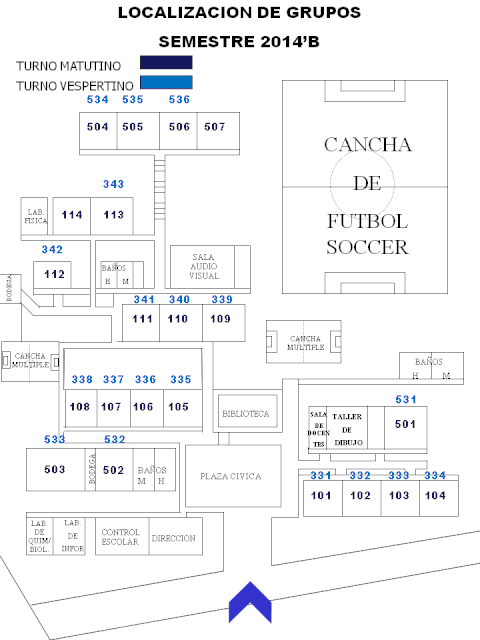 LOCALIZACION DE GRUPOS
SEMESTRE 2014'B
TURNO MATUTINO
TURNO VESPERTINO
534 535 536
504 505 506 507
CANCHA
DE
FUTBOL
SOCCER
343
LAB.
FISICA
114 113
342
112
BAÑOS
H M
SALA
AUDIO
VISUAL
BODEGA
341 340 339
111 110 109
CANCHA
MULTIPLE
CANCHA
MULTIPLE
BAÑOS
H M
338 337 336 335
108 107 106 105
BIBLIOTECA
531
SALA
DE
DOCEN
TES
TALLER
DE
DIBUJO
501
533 532
503
BODEGA
502
BAÑOS
M H
PLAZA CIVICA
331 332 333 334
101 102 103 104
LAB.
DE
QUIM/
BIOL.
LAB.
DE
INFOR
CONTROL
ESCOLAR
DIRECCION